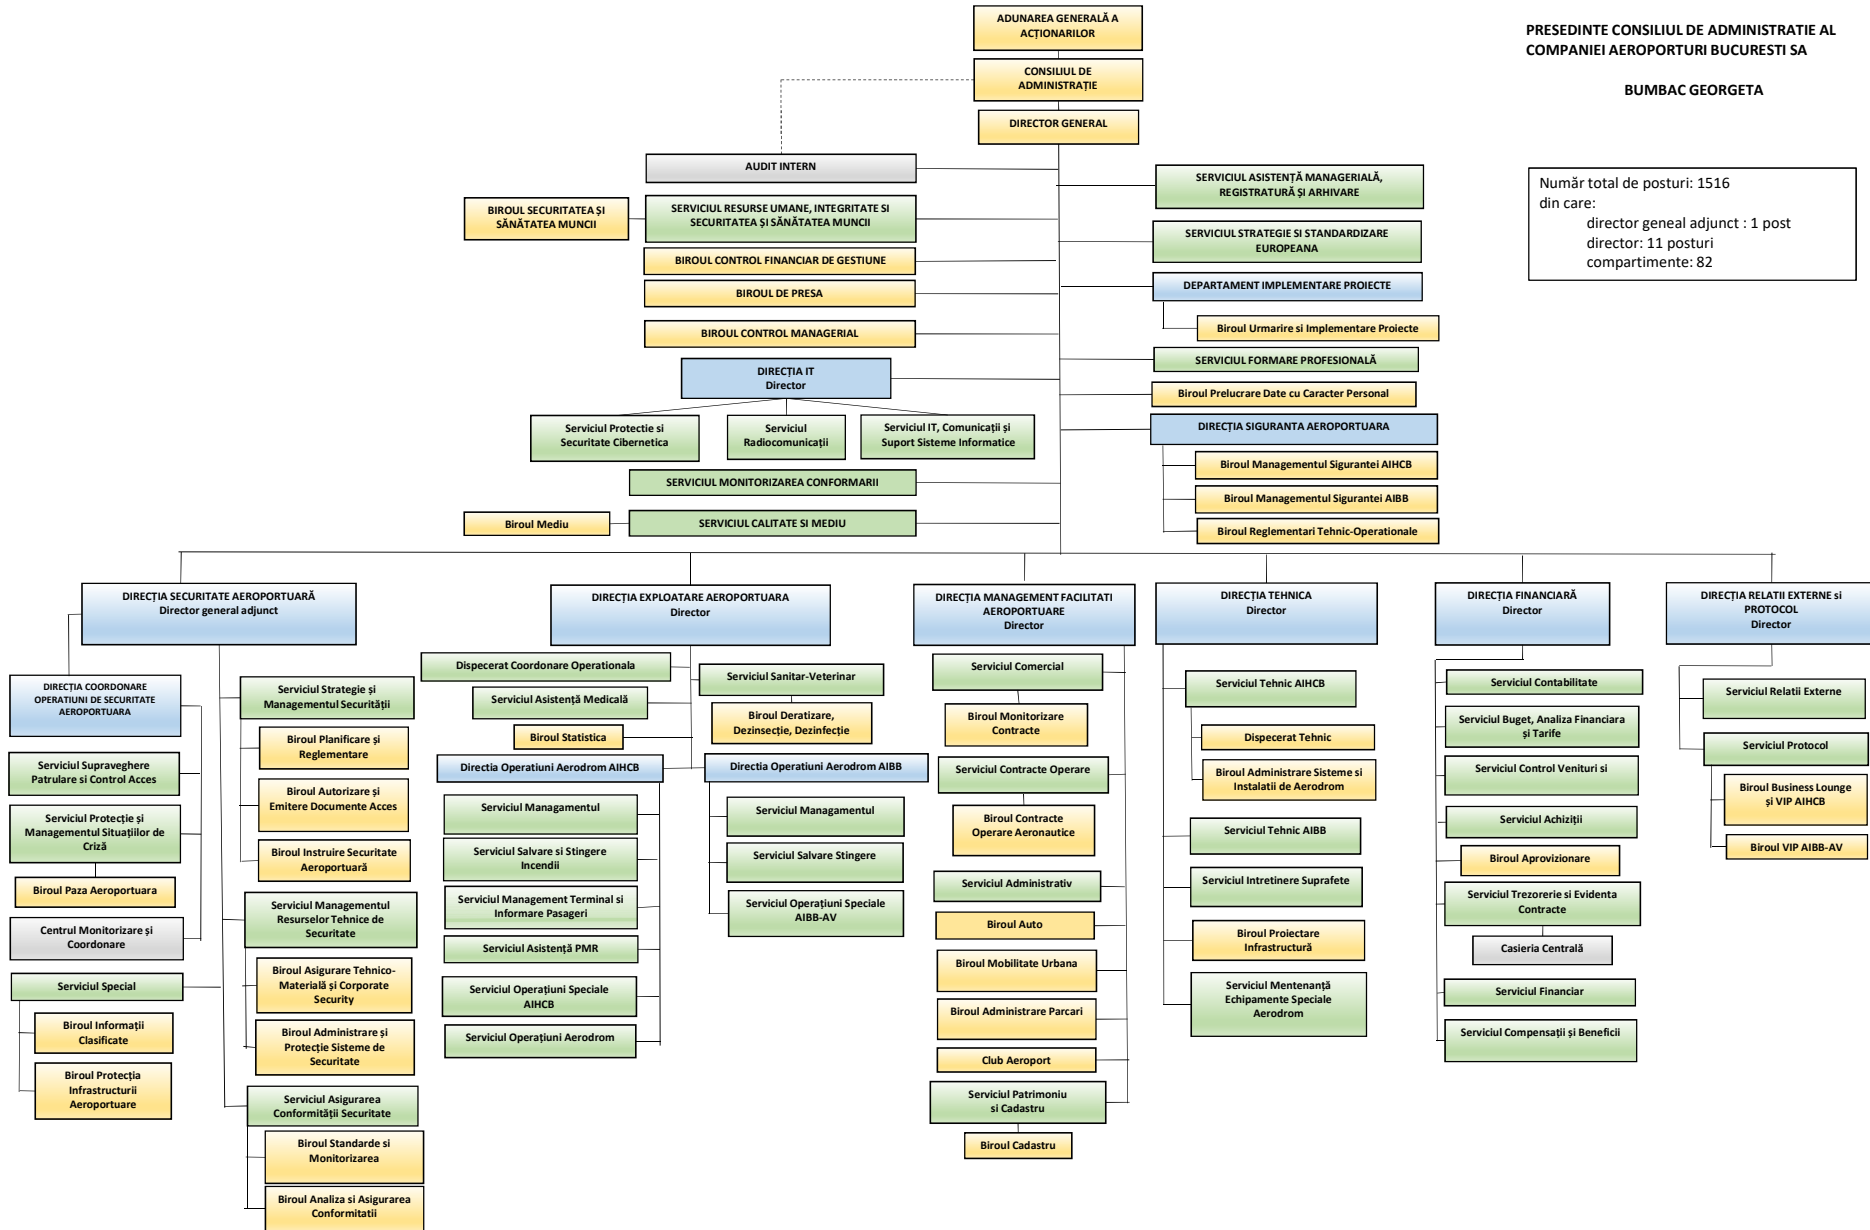 ADUNAREA GENERALĂ A
ACȚIONARILOR
CONSILIUL DE
ADMINISTRAȚIE
DIRECTOR GENERAL
PRESEDINTE CONSILIUL DE ADMINISTRATIE AL
COMPANIEI AEROPORTURI BUCURESTI SA
BUMBAC GEORGETA
Număr total de posturi: 1516
din care:
director geneal adjunct : 1 post
director: 11 posturi
compartimente: 82
AUDIT INTERN
BIROUL SECURITATEA ȘI
SĂNĂTATEA MUNCII
SERVICIUL RESURSE UMANE, INTEGRITATE SI
SECURITATEA ȘI SĂNĂTATEA MUNCII
BIROUL CONTROL FINANCIAR DE GESTIUNE
BIROUL DE PRESA
BIROUL CONTROL MANAGERIAL
DIRECȚIA IT
Director
Serviciul Protectie si
Securitate Cibernetica
Serviciul
Radiocomunicații
Serviciul IT, Comunicații și
Suport Sisteme Informatice
SERVICIUL MONITORIZAREA CONFORMARII
Biroul Mediu
SERVICIUL CALITATE SI MEDIU
SERVICIUL ASISTENȚĂ MANAGERIALĂ,
REGISTRATURĂ ȘI ARHIVARE
SERVICIUL STRATEGIE SI STANDARDIZARE
EUROPEANA
DEPARTAMENT IMPLEMENTARE PROIECTE
Biroul Urmarire si Implementare Proiecte
SERVICIUL FORMARE PROFESIONALĂ
Biroul Prelucrare Date cu Caracter Personal
DIRECȚIA SIGURANTA AEROPORTUARA
Biroul Managementul Sigurantei AIHCB
Biroul Managementul Sigurantei AIBB
Biroul Reglementari Tehnic-Operationale
DIRECȚIA SECURITATE AEROPORTUARĂ
Director general adjunct
DIRECȚIA COORDONARE
OPERATIUNI DE SECURITATE
AEROPORTUARA
Serviciul Supraveghere
Patrulare si Control Acces
Serviciul Protecție și
Managementul Situațiilor de
Criză
Biroul Paza Aeroportuara
Centrul Monitorizare și
Coordonare
Serviciul Special
Biroul Informații
Clasificate
Biroul Protecția
Infrastructurii
Aeroportuare
Serviciul Strategie și
Managementul Securității
Biroul Planificare și
Reglementare
Biroul Autorizare și
Emitere Documente Acces
Biroul Instruire Securitate
Aeroportuară
Serviciul Managementul
Resurselor Tehnice de
Securitate
Biroul Asigurare Tehnico-
Materială și Corporate
Security
Biroul Administrare și
Protecție Sisteme de
Securitate
Serviciul Asigurarea
Conformității Securitate
Biroul Standarde si
Monitorizarea
Biroul Analiza si Asigurarea
Conformitatii
DIRECȚIA EXPLOATARE AEROPORTUARA
Director
Dispecerat Coordonare Operationala
Serviciul Asistență Medicală
Biroul Statistica
Directia Operatiuni Aerodrom AIHCB
Serviciul Managamentul
Serviciul Salvare si Stingere
Incendii
Serviciul Management Terminal si
Informare Pasageri
Serviciul Asistență PMR
Serviciul Operațiuni Speciale
AIHCB
Serviciul Operațiuni Aerodrom
Serviciul Sanitar-Veterinar
Biroul Deratizare,
Dezinsecție, Dezinfecție
Directia Operatiuni Aerodrom AIBB
Serviciul Managamentul
Serviciul Salvare Stingere
Serviciul Operațiuni Speciale
AIBB-AV
DIRECȚIA MANAGEMENT FACILITATI
AEROPORTUARE
Director
Serviciul Comercial
Biroul Monitorizare
Contracte
Serviciul Contracte Operare
Biroul Contracte
Operare Aeronautice
Serviciul Administrativ
Biroul Auto
Biroul Mobilitate Urbana
Biroul Administrare Parcari
Club Aeroport
Serviciul Patrimoniu
si Cadastru
Biroul Cadastru
DIRECȚIA TEHNICA
Director
Serviciul Tehnic AIHCB
Dispecerat Tehnic
Biroul Administrare Sisteme si
Instalatii de Aerodrom
Serviciul Tehnic AIBB
Serviciul Intretinere Suprafete
Biroul Proiectare
Infrastructură
Serviciul Mentenanță
Echipamente Speciale
Aerodrom
DIRECȚIA FINANCIARĂ
Director
Serviciul Contabilitate
Serviciul Buget, Analiza Financiara
și Tarife
Serviciul Control Venituri si
Serviciul Achiziții
Biroul Aprovizionare
Serviciul Trezorerie si Evidenta
Contracte
Casieria Centrală
Serviciul Financiar
Serviciul Compensații și Beneficii
DIRECȚIA RELATII EXTERNE si
PROTOCOL
Director
Serviciul Relatii Externe
Serviciul Protocol
Biroul Business Lounge
și VIP AIHCB
Biroul VIP AIBB-AV